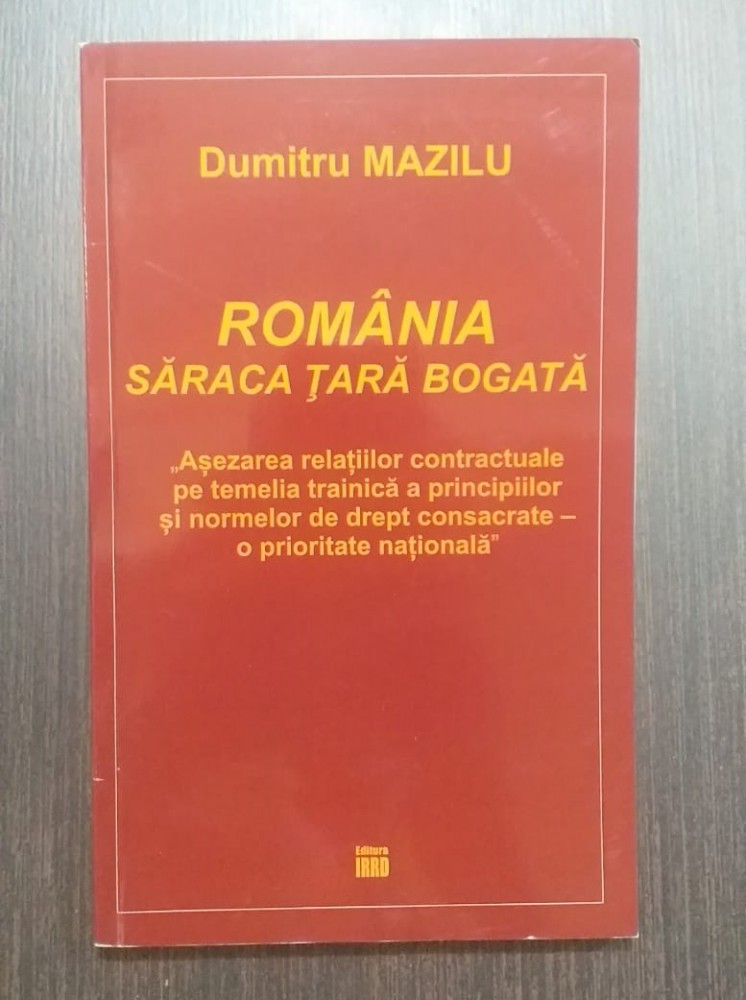 Dumitru MAZILU
ROMÂNIA
SĂRACA ŢARĂ BOGATĂ
„Aşezarea relaţiilor contractuale
pe temelia trainică a principiilor
şi normelor de drept consacrate –
o prioritate naţională”
Editura
IRRD